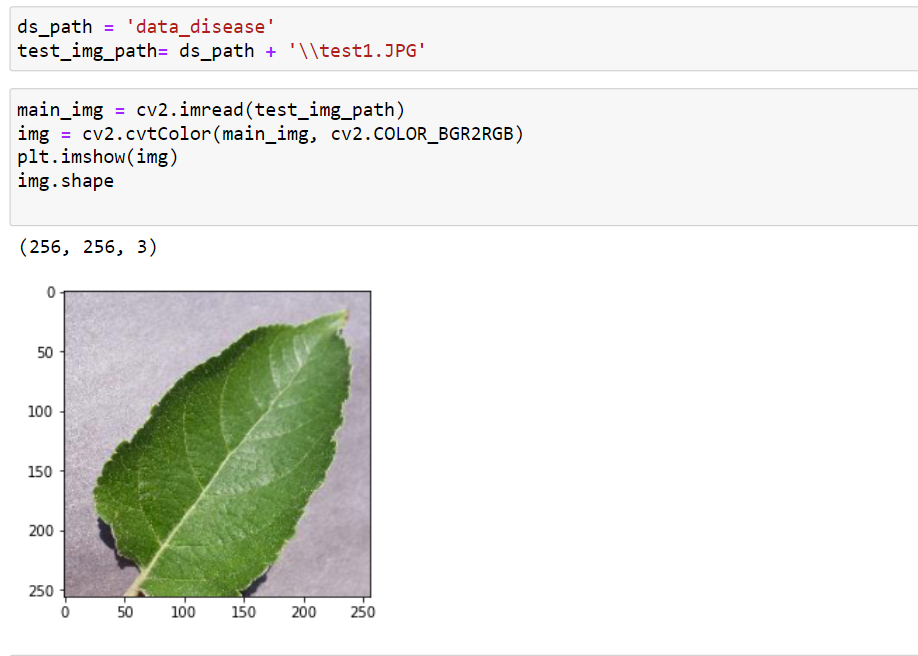 ds_path = 'data_disease'
test_img_path= ds_path + '\\test1.JPG'
main_img = cv2.imread(test_img_path)
img = cv2.cvtColor(main_img, cv2.COLOR_BGR2RGB)
plt.imshow(img)
img.shape
(256, 256, 3)
0
50
100
150
200
250
0 50 100 150 200 250